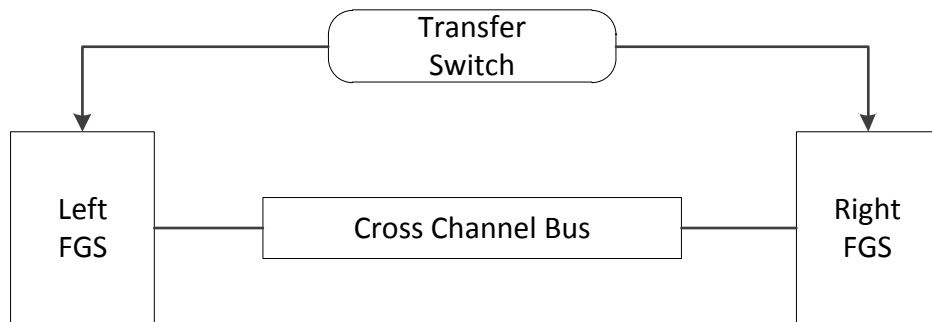 Transfer
Switch
Left
FGS
Cross Channel Bus
Right
FGS